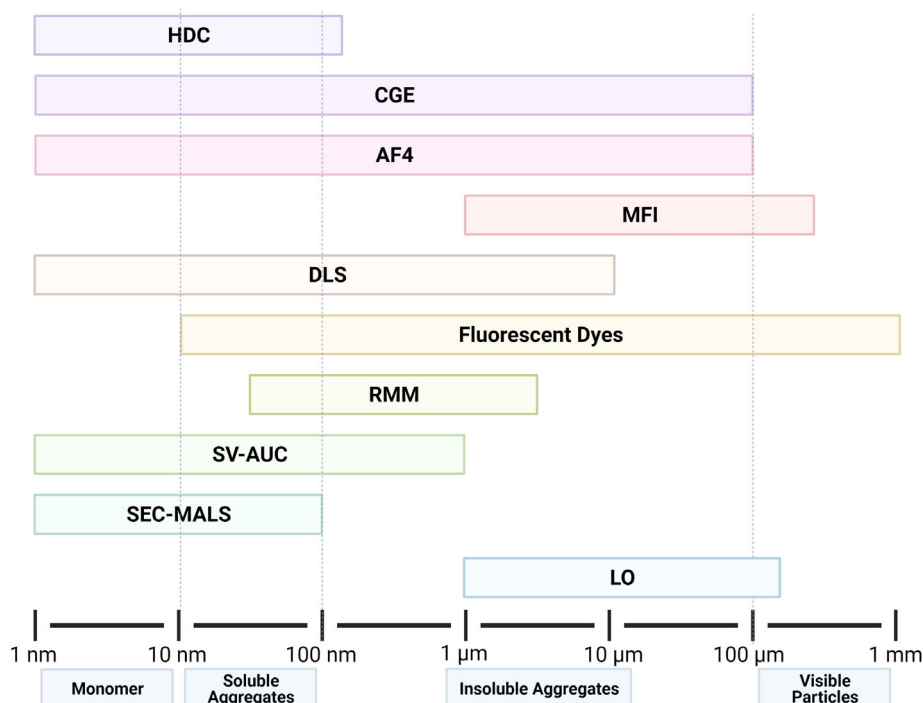 HDC
CGE
AF4
MFI
DLS
Fluorescent Dyes
RMM
SV-AUC
SEC-MALS
LO
1 nm 10 nm 100 nm 1 µm 10 µm 100 µm 1 mm
Monomer Soluble Aggregates Insoluble Aggregates Visible Particles